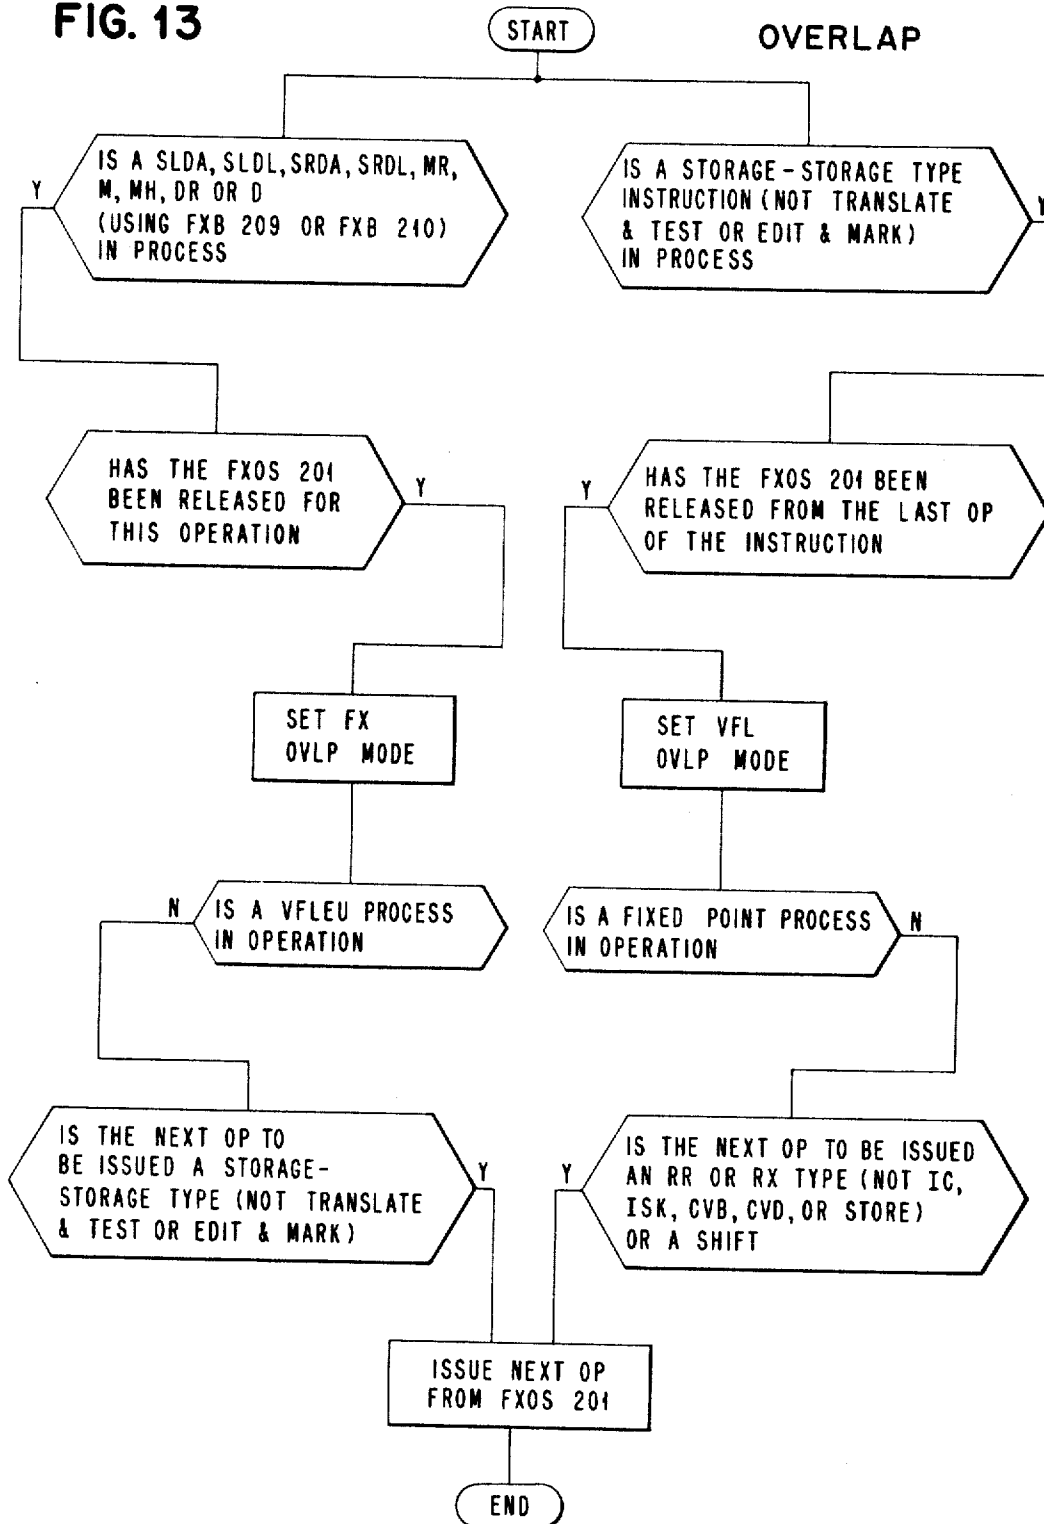 FIG. 13
START
OVERLAP
IS A SLDA, SLDL, SRDA, SRDL, MR,
M, MH, DR OR D
(USING FXB 209 OR FXB 210)
IN PROCESS
Y
IS A STORAGE-STORAGE TYPE
INSTRUCTION (NOT TRANSLATE
& TEST OR EDIT & MARK)
IN PROCESS
Y
HAS THE FXOS 201
BEEN RELEASED FOR
THIS OPERATION
Y
HAS THE FXOS 201 BEEN
RELEASED FROM THE LAST OP
OF THE INSTRUCTION
Y
SET FX
OVLP MODE
SET VFL
OVLP MODE
N
IS A VFLEU PROCESS
IN OPERATION
IS A FIXED POINT PROCESS
IN OPERATION
N
IS THE NEXT OP TO
BE ISSUED A STORAGE-
STORAGE TYPE (NOT TRANSLATE
& TEST OR EDIT & MARK)
Y
IS THE NEXT OP TO BE ISSUED
AN RR OR RX TYPE (NOT IC,
ISK, CVB, CVD, OR STORE)
OR A SHIFT
Y
ISSUE NEXT OP
FROM FXOS 201
END